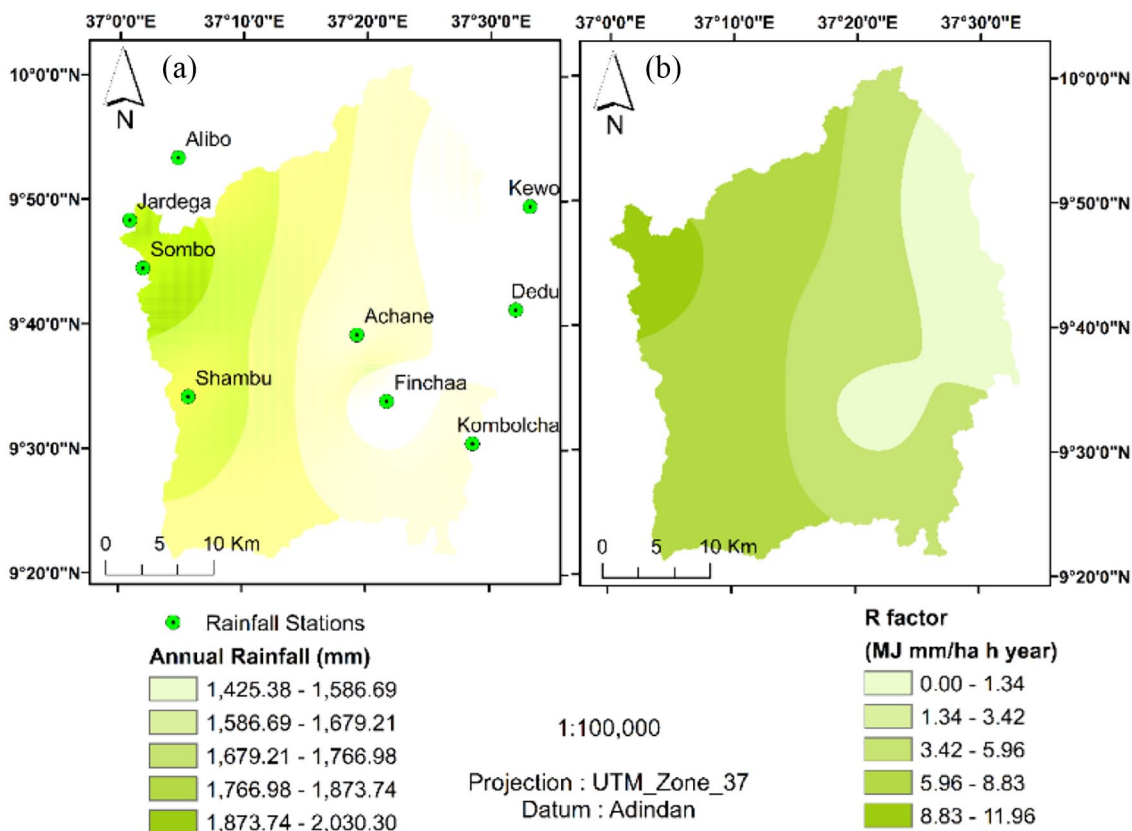 37°0'0"E 37°10'0"E 37°20'0"E 37°30'0"E
37°0'0"E 37°10'0"E 37°20'0"E 37°30'0"E
(a)
(b)
10°0'0"N
N
N
10°0'0"N
Alibo
9°50'0"N
Jardega
Kewo
9°50'0"N
Sombo
Dedu
9°40'0"N
Achane
9°40'0"N
Shambu
Finchaa
Kombolcha
9°30'0"N
9°30'0"N
0 5 10 Km
0 5 10 Km
9°20'0"N
9°20'0"N
Rainfall Stations
Annual Rainfall (mm)
1,425.38 - 1,586.69
1,586.69 - 1,679.21
1,679.21 - 1,766.98
1,766.98 - 1,873.74
1,873.74 - 2,030.30
1:100,000
Projection : UTM_Zone_37
Datum : Adindan
R factor
(MJ mm/ha h year)
0.00 - 1.34
1.34 - 3.42
3.42 - 5.96
5.96 - 8.83
8.83 - 11.96